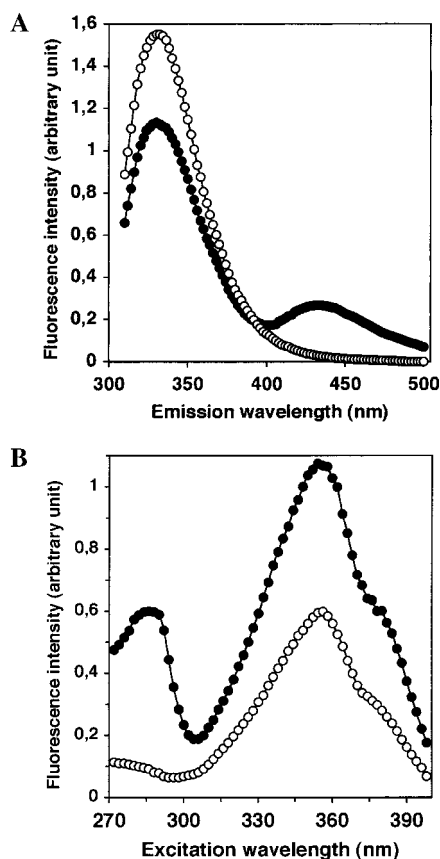 A
Fluorescence intensity (arbitrary unit)
1,6
1,4
1,2
1
0,8
0,6
0,4
0,2
0
300 350 400 450 500
Emission wavelength (nm)
B
Fluorescence intensity (arbitrary unit)
1
0,8
0,6
0,4
0,2
0
270 300 330 360 390
Excitation wavelength (nm)